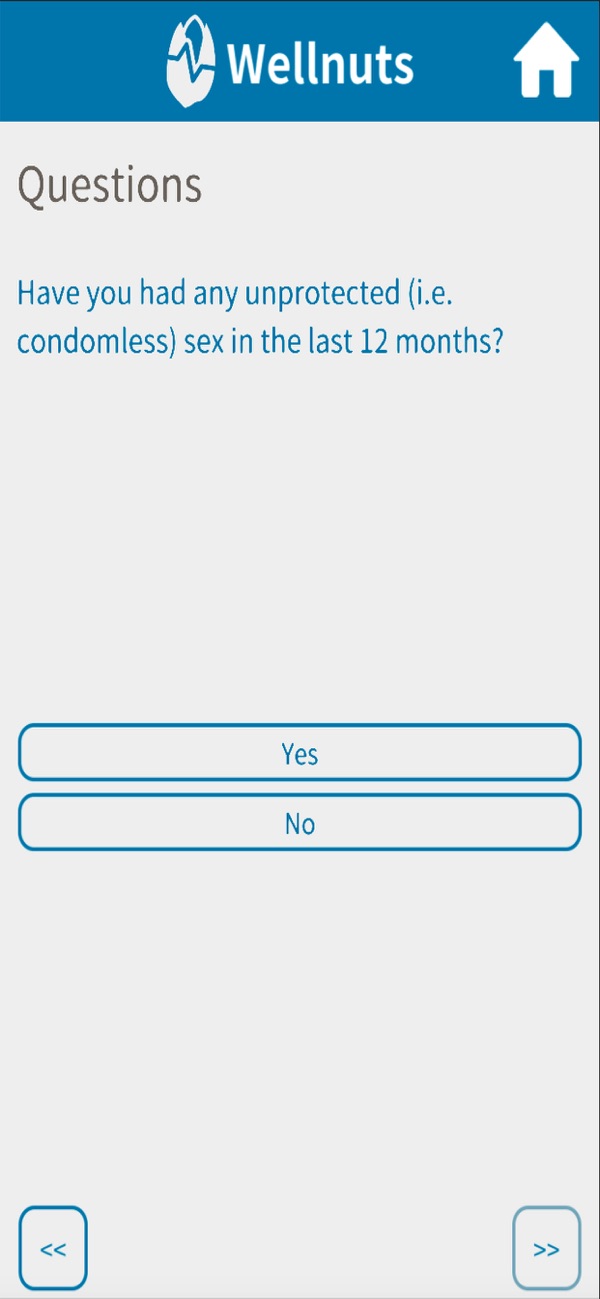 Wellnuts
Questions
Have you had any unprotected (i.e.
condomless) sex in the last 12 months?
Yes
No
<<
>>